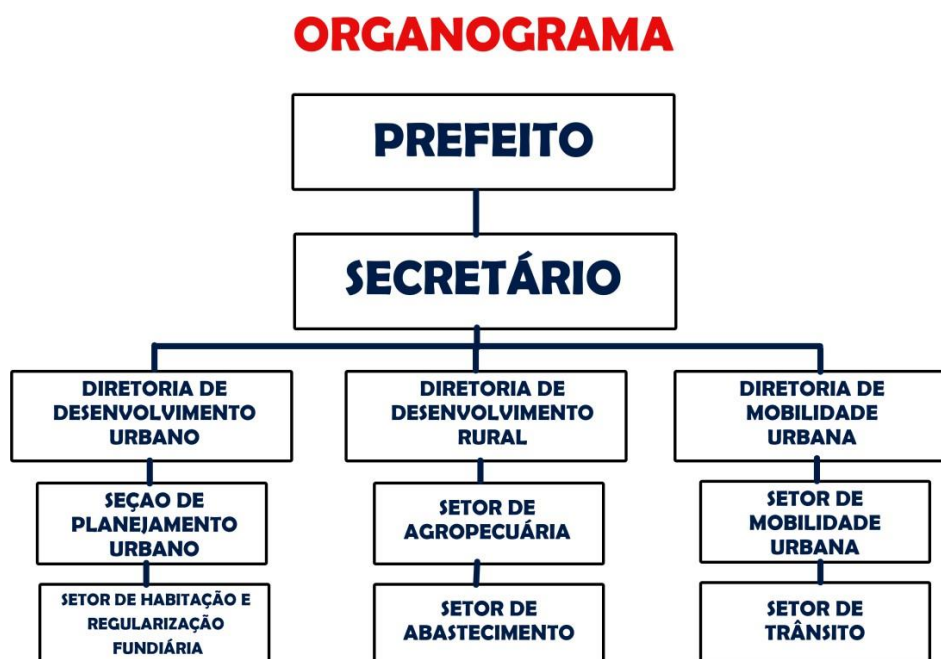 ORGANOGRAMA
PREFEITO
SECRETÁRIO
DIRETORIA DE
DESENVOLVIMENTO
URBANO
DIRETORIA DE
DESENVOLVIMENTO
RURAL
DIRETORIA DE
MOBILIDADE
URBANA
SEÇAO DE
PLANEJAMENTO
URBANO
SETOR DE
AGROPECUÁRIA
SETOR DE
MOBILIDADE
URBANA
SETOR DE HABITAÇÃO E
REGULARIZAÇÃO
FUNDIÁRIA
SETOR DE
ABASTECIMENTO
SETOR DE
TRÂNSITO